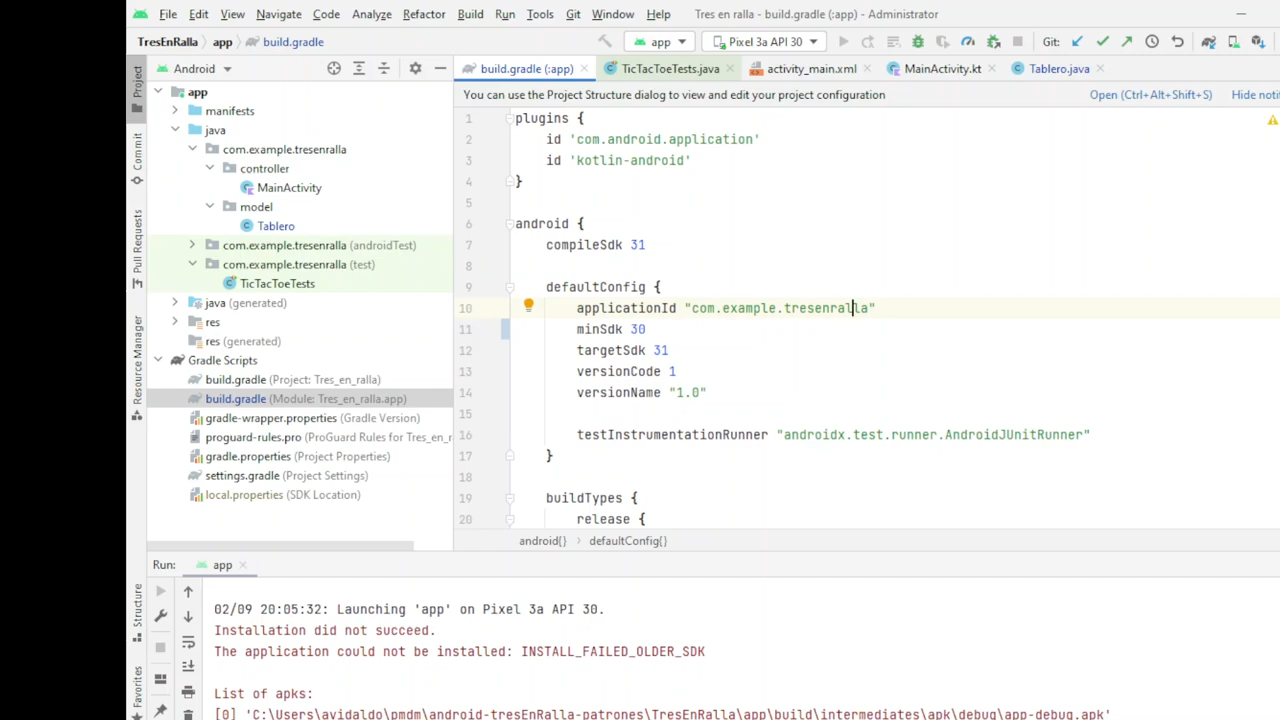 File Edit View Navigate Code Analyze Refactor Build Run Tools Git Window Help Tres en ralla - build.gradle (:app) - Administrator
TresEnRalla app build.gradle app Pixel 3a API 30 Git:
Android build.gradle (:app) TicTacToeTests.java activity_main.xml MainActivity.kt Tablero.java
You can use the Project Structure dialog to view and edit your project configuration Open (Ctrl+Alt+Shift+S) Hide noti
Project
Commit
Pull Requests
Resource Manager
Structure
Favorites
app
manifests
java
com.example.tresenralla
controller
MainActivity
model
Tablero
com.example.tresenralla (androidTest)
com.example.tresenralla (test)
TicTacToeTests
java (generated)
res
res (generated)
Gradle Scripts
build.gradle (Project: Tres_en_ralla)
build.gradle (Module: Tres_en_ralla.app)
gradle-wrapper.properties (Gradle Version)
proguard-rules.pro (ProGuard Rules for Tres_en_r
gradle.properties (Project Properties)
settings.gradle (Project Settings)
local.properties (SDK Location)
1 plugins {
2 id 'com.android.application'
3 id 'kotlin-android'
4 }
5
6 android {
7 compileSdk 31
8
9 defaultConfig {
10 applicationId "com.example.tresenralla"
11 minSdk 30
12 targetSdk 31
13 versionCode 1
14 versionName "1.0"
15
16 testInstrumentationRunner "androidx.test.runner.AndroidJUnitRunner"
17 }
18
19 buildTypes {
20 release {
android{} › defaultConfig{}
Run: app
02/09 20:05:32: Launching 'app' on Pixel 3a API 30.
Installation did not succeed.
The application could not be installed: INSTALL_FAILED_OLDER_SDK
List of apks:
[0] 'C:\Users\avidaldo\pmdm\android-tresEnRalla-patrones\TresEnRalla\app\build\intermediates\apk\debug\app-debug.apk'